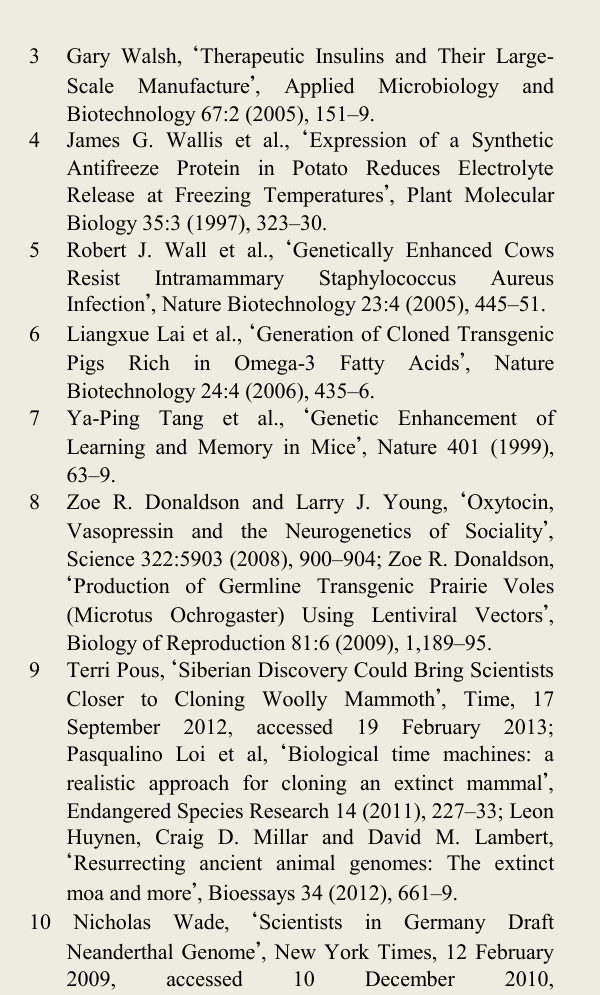 3 Gary Walsh, ‘Therapeutic Insulins and Their Large-
Scale Manufacture’, Applied Microbiology and
Biotechnology 67:2 (2005), 151–9.
4 James G. Wallis et al., ‘Expression of a Synthetic
Antifreeze Protein in Potato Reduces Electrolyte
Release at Freezing Temperatures’, Plant Molecular
Biology 35:3 (1997), 323–30.
5 Robert J. Wall et al., ‘Genetically Enhanced Cows
Resist Intramammary Staphylococcus Aureus
Infection’, Nature Biotechnology 23:4 (2005), 445–51.
6 Liangxue Lai et al., ‘Generation of Cloned Transgenic
Pigs Rich in Omega-3 Fatty Acids’, Nature
Biotechnology 24:4 (2006), 435–6.
7 Ya-Ping Tang et al., ‘Genetic Enhancement of
Learning and Memory in Mice’, Nature 401 (1999),
63–9.
8 Zoe R. Donaldson and Larry J. Young, ‘Oxytocin,
Vasopressin and the Neurogenetics of Sociality’,
Science 322:5903 (2008), 900–904; Zoe R. Donaldson,
‘Production of Germline Transgenic Prairie Voles
(Microtus Ochrogaster) Using Lentiviral Vectors’,
Biology of Reproduction 81:6 (2009), 1,189–95.
9 Terri Pous, ‘Siberian Discovery Could Bring Scientists
Closer to Cloning Woolly Mammoth’, Time, 17
September 2012, accessed 19 February 2013;
Pasqualino Loi et al, ‘Biological time machines: a
realistic approach for cloning an extinct mammal’,
Endangered Species Research 14 (2011), 227–33; Leon
Huynen, Craig D. Millar and David M. Lambert,
‘Resurrecting ancient animal genomes: The extinct
moa and more’, Bioessays 34 (2012), 661–9.
10 Nicholas Wade, ‘Scientists in Germany Draft
Neanderthal Genome’, New York Times, 12 February
2009, accessed 10 December 2010,